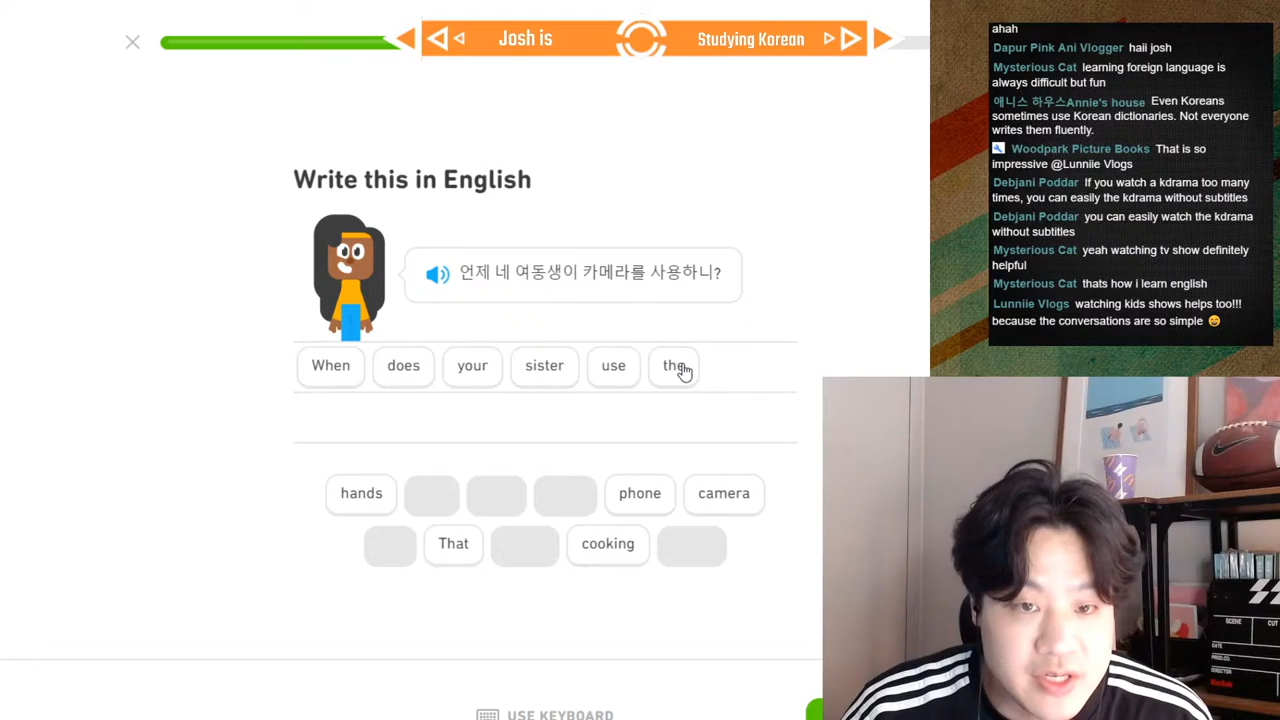 Josh is
Studying Korean
Write this in English
언제 네 여동생이 카메라를 사용하니?
When does your sister use the
hands phone camera
That cooking
USE KEYBOARD
ahah
Dapur Pink Ani Vlogger haii josh
Mysterious Cat learning foreign language is
always difficult but fun
애니스 하우스Annie's house Even Koreans
sometimes use Korean dictionaries. Not everyone
writes them fluently.
Woodpark Picture Books That is so
impressive @Lunniie Vlogs
Debjani Poddar If you watch a kdrama too many
times, you can easily the kdrama without subtitles
Debjani Poddar you can easily watch the kdrama
without subtitles
Mysterious Cat yeah watching tv show definitely
helpful
Mysterious Cat thats how i learn english
Lunniie Vlogs watching kids shows helps too!!!
because the conversations are so simple 😄
SCENE CUT